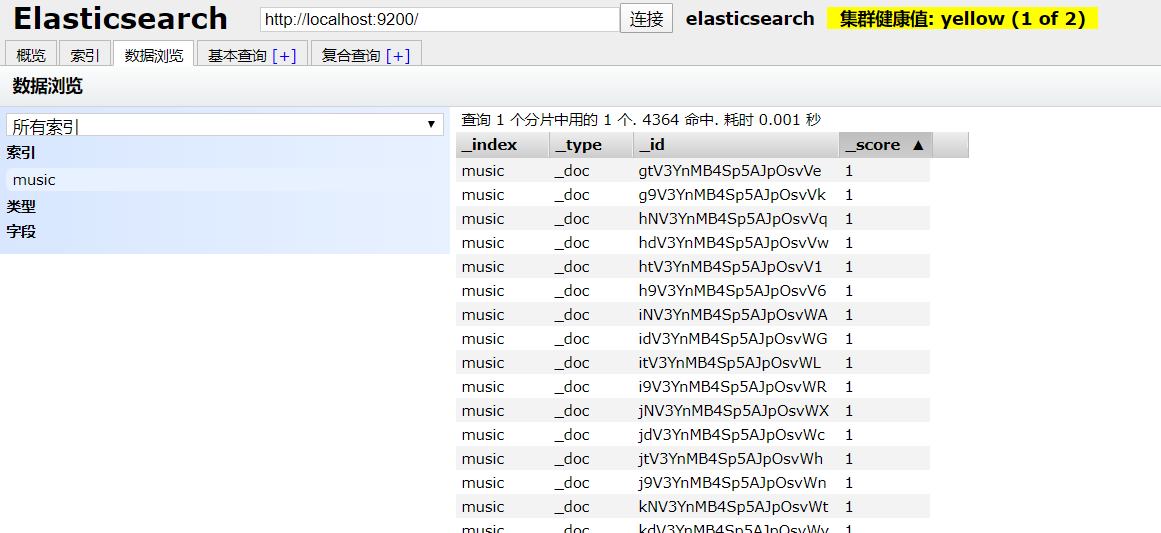 Elasticsearch http://localhost:9200/ 连接 elasticsearch 集群健康值: yellow (1 of 2)
概览 索引 数据浏览 基本查询 [+] 复合查询 [+]
数据浏览
所有索引 ▼
索引
music
类型
字段
查询 1 个分片中用的 1 个. 4364 命中. 耗时 0.001 秒
_index _type _id _score ▲
music _doc gtV3YnMB4Sp5AJpOsvVe 1
music _doc g9V3YnMB4Sp5AJpOsvVk 1
music _doc hNV3YnMB4Sp5AJpOsvVq 1
music _doc hdV3YnMB4Sp5AJpOsvVw 1
music _doc htV3YnMB4Sp5AJpOsvV1 1
music _doc h9V3YnMB4Sp5AJpOsvV6 1
music _doc iNV3YnMB4Sp5AJpOsvWA 1
music _doc idV3YnMB4Sp5AJpOsvWG 1
music _doc itV3YnMB4Sp5AJpOsvWL 1
music _doc i9V3YnMB4Sp5AJpOsvWR 1
music _doc jNV3YnMB4Sp5AJpOsvWX 1
music _doc jdV3YnMB4Sp5AJpOsvWc 1
music _doc jtV3YnMB4Sp5AJpOsvWh 1
music _doc j9V3YnMB4Sp5AJpOsvWn 1
music _doc kNV3YnMB4Sp5AJpOsvWt 1
music _doc 1